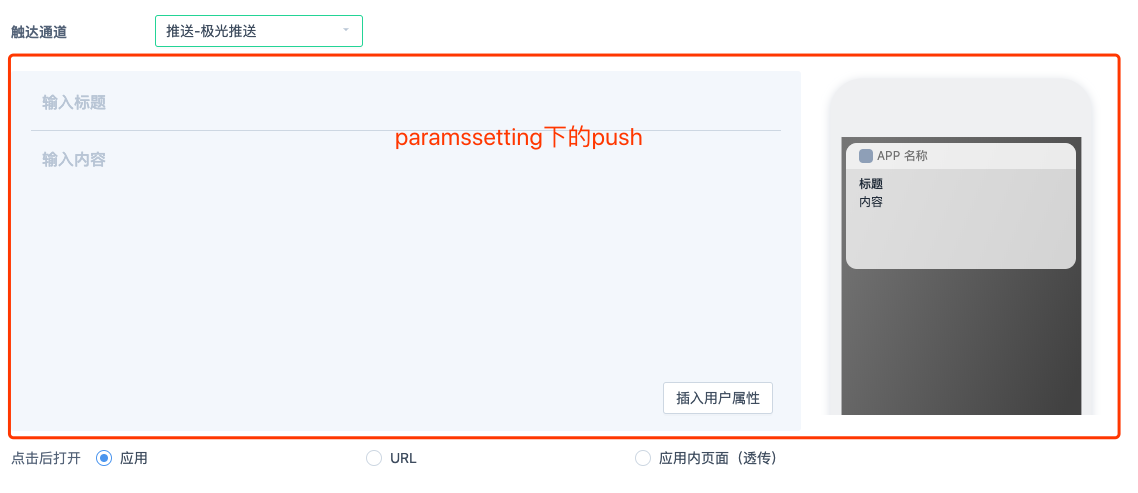 触达通道
推送-极光推送
输入标题
paramssetting下的push
输入内容
APP 名称
标题
内容
插入用户属性
点击后打开 应用 URL 应用内页面（透传）